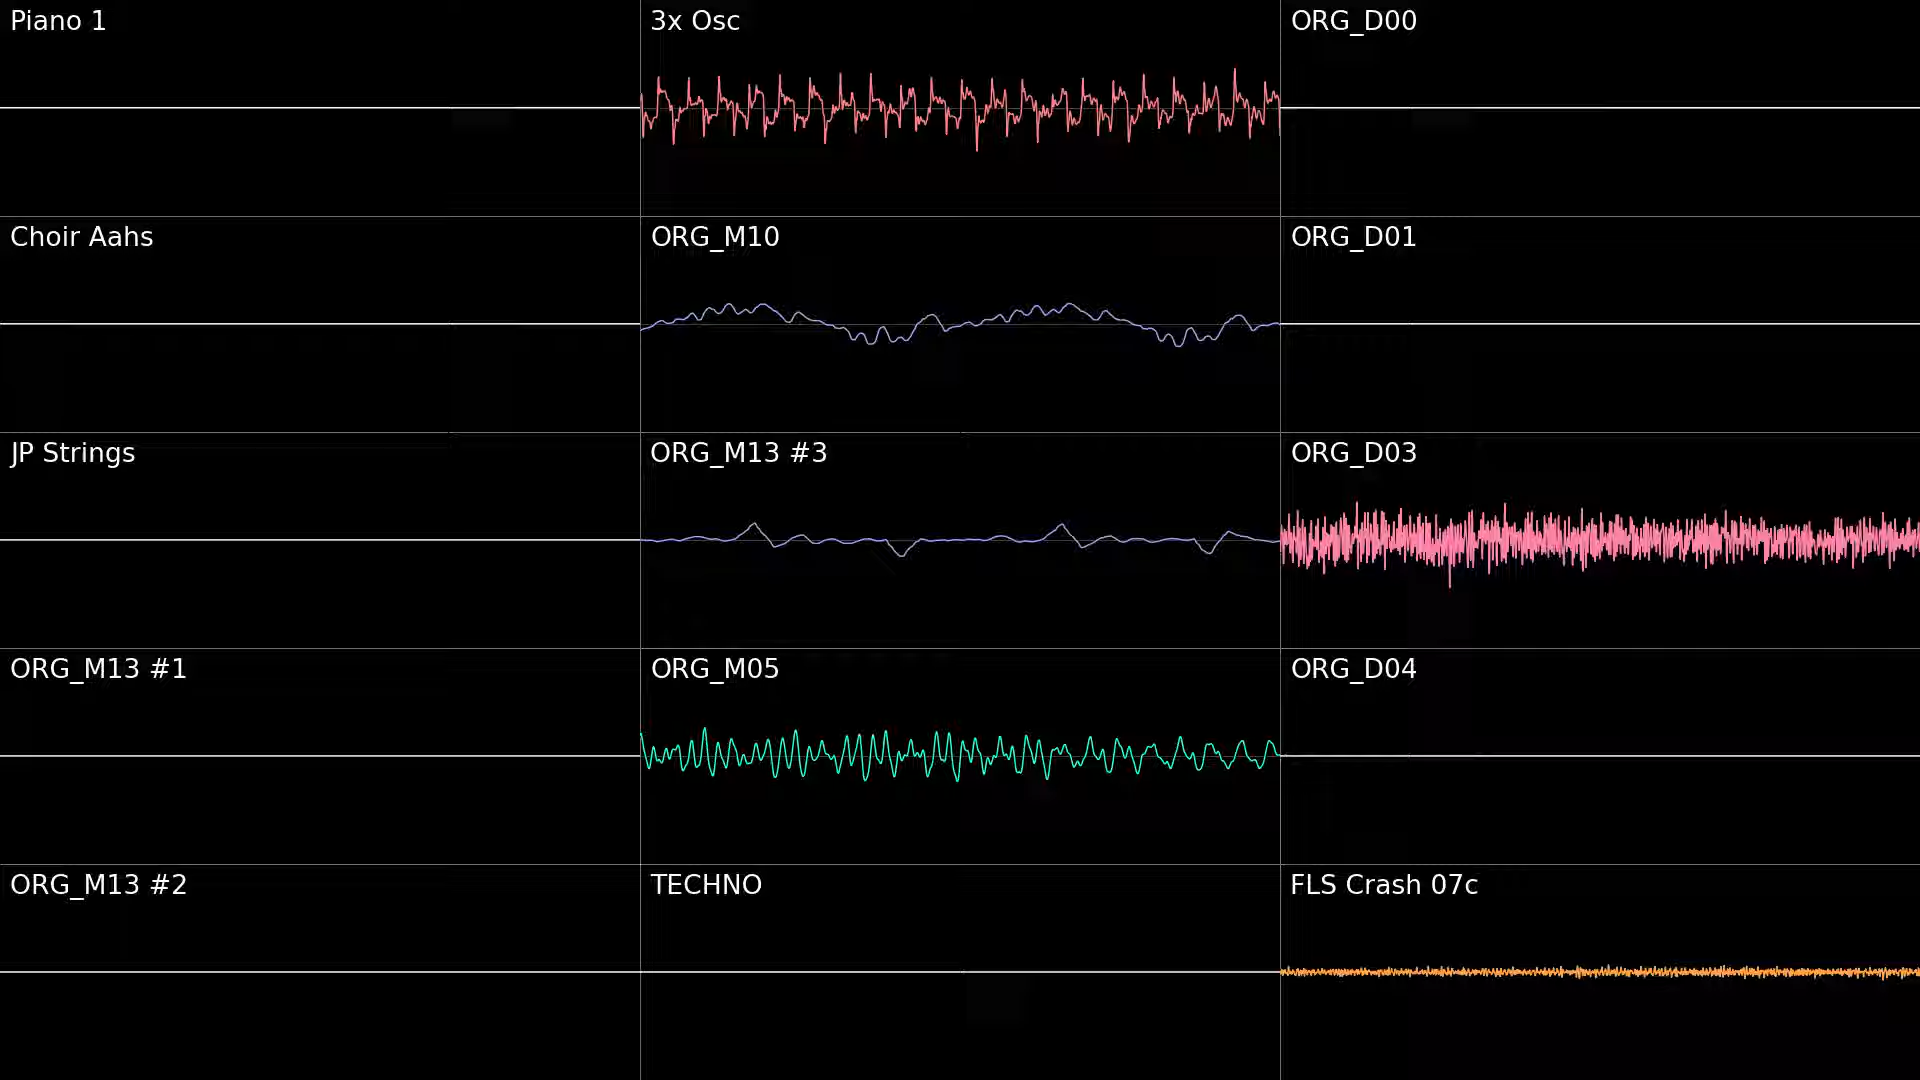 Piano 1
3x Osc
ORG_D00
Choir Aahs
ORG_M10
ORG_D01
JP Strings
ORG_M13 #3
ORG_D03
ORG_M13 #1
ORG_M05
ORG_D04
ORG_M13 #2
TECHNO
FLS Crash 07c